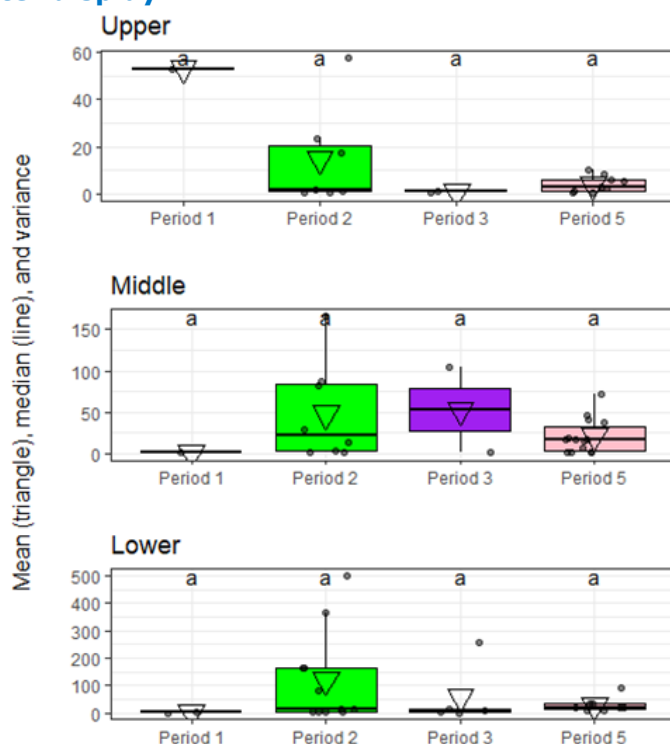 Upper
60
40
20
0
a a a a
Period 1 Period 2 Period 3 Period 5
Mean (triangle), median (line), and variance
Middle
150
100
50
0
a a a a
Period 1 Period 2 Period 3 Period 5
Lower
500
400
300
200
100
0
a a a a
Period 1 Period 2 Period 3 Period 5